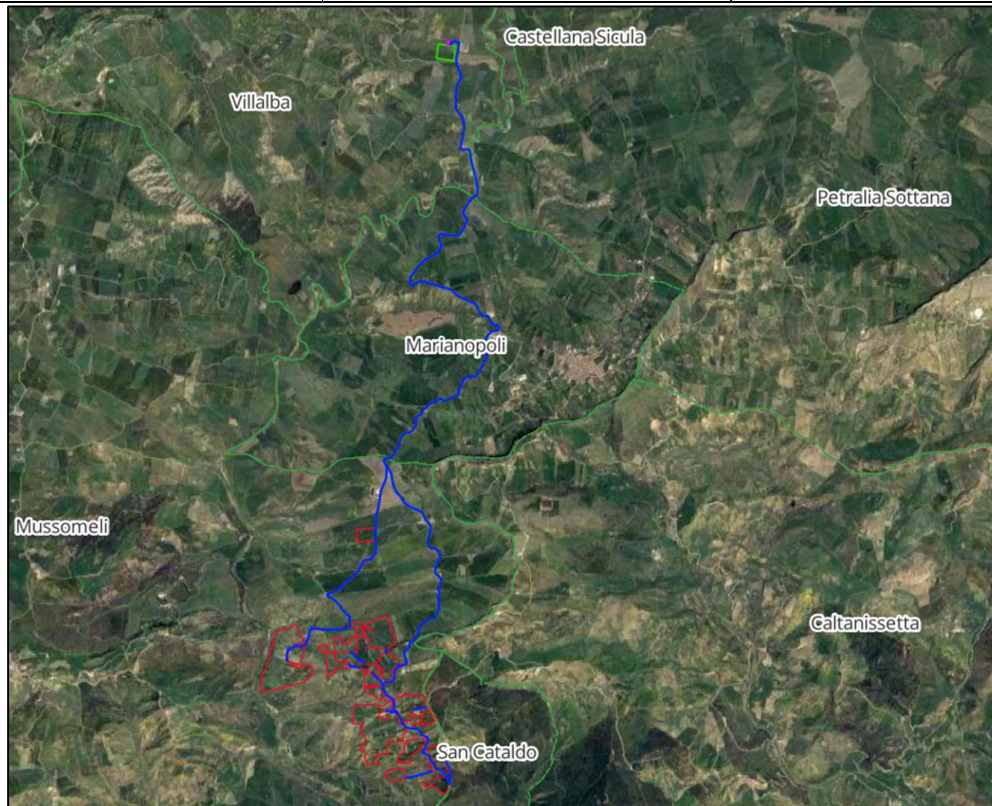 Castellana Sicula
Villalba
Petralia Sottana
Marianopoli
Mussomeli
Caltanissetta
San Cataldo